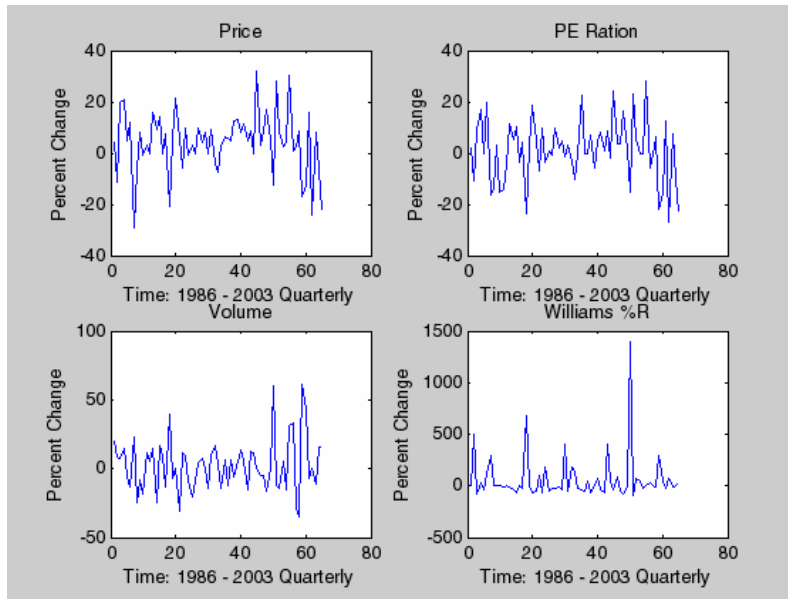 Price
40
20
0
-20
-40
Percent Change
0 20 40 60 80
Time: 1986 - 2003 Quarterly
PE Ration
40
20
0
-20
-40
Percent Change
0 20 40 60 80
Time: 1986 - 2003 Quarterly
Volume
100
50
0
-50
Percent Change
0 20 40 60 80
Time: 1986 - 2003 Quarterly
Williams %R
1500
1000
500
0
-500
Percent Change
0 20 40 60 80
Time: 1986 - 2003 Quarterly